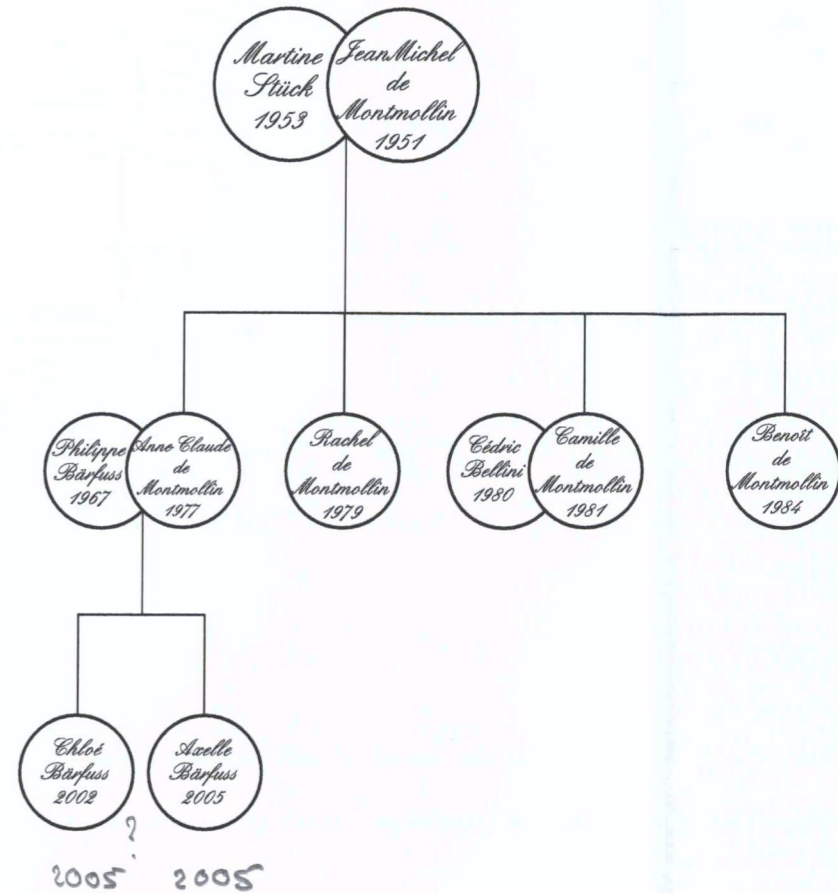 Martine
Stück
1953
JeanMichel
de
Montmollin
1951
Philippe
Bärfuss
1967
Anne Claude
de
Montmollin
1977
Rachel
de
Montmollin
1979
Cédric
Bellini
1980
Camille
de
Montmollin
1981
Benoît
de
Montmollin
1984
Chloé
Bärfuss
2002
Axelle
Bärfuss
2005
?
2005 2005